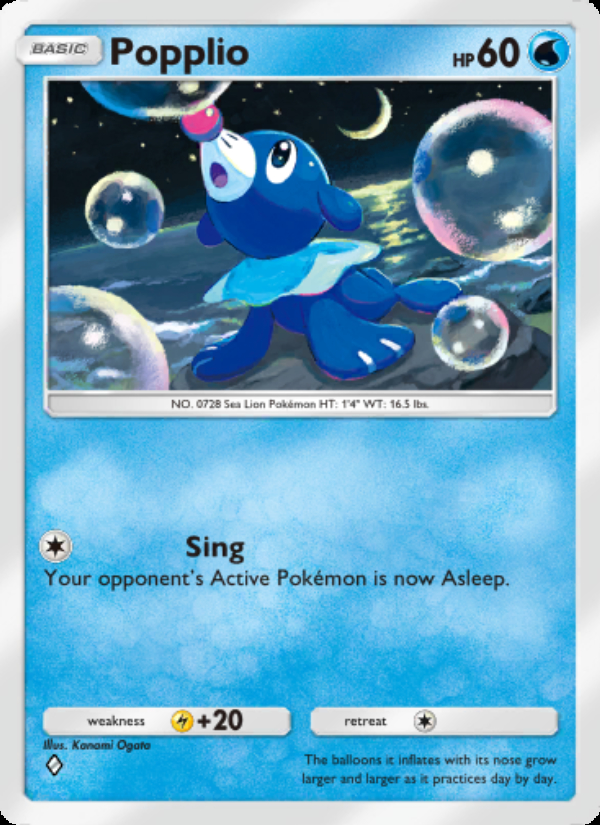 BASIC Popplio HP 60
NO. 0728 Sea Lion Pokémon HT: 1'4" WT: 16.5 lbs.
Sing
Your opponent's Active Pokémon is now Asleep.
weakness +20 retreat
Illus. Kanami Ogata
The balloons it inflates with its nose grow
larger and larger as it practices day by day.